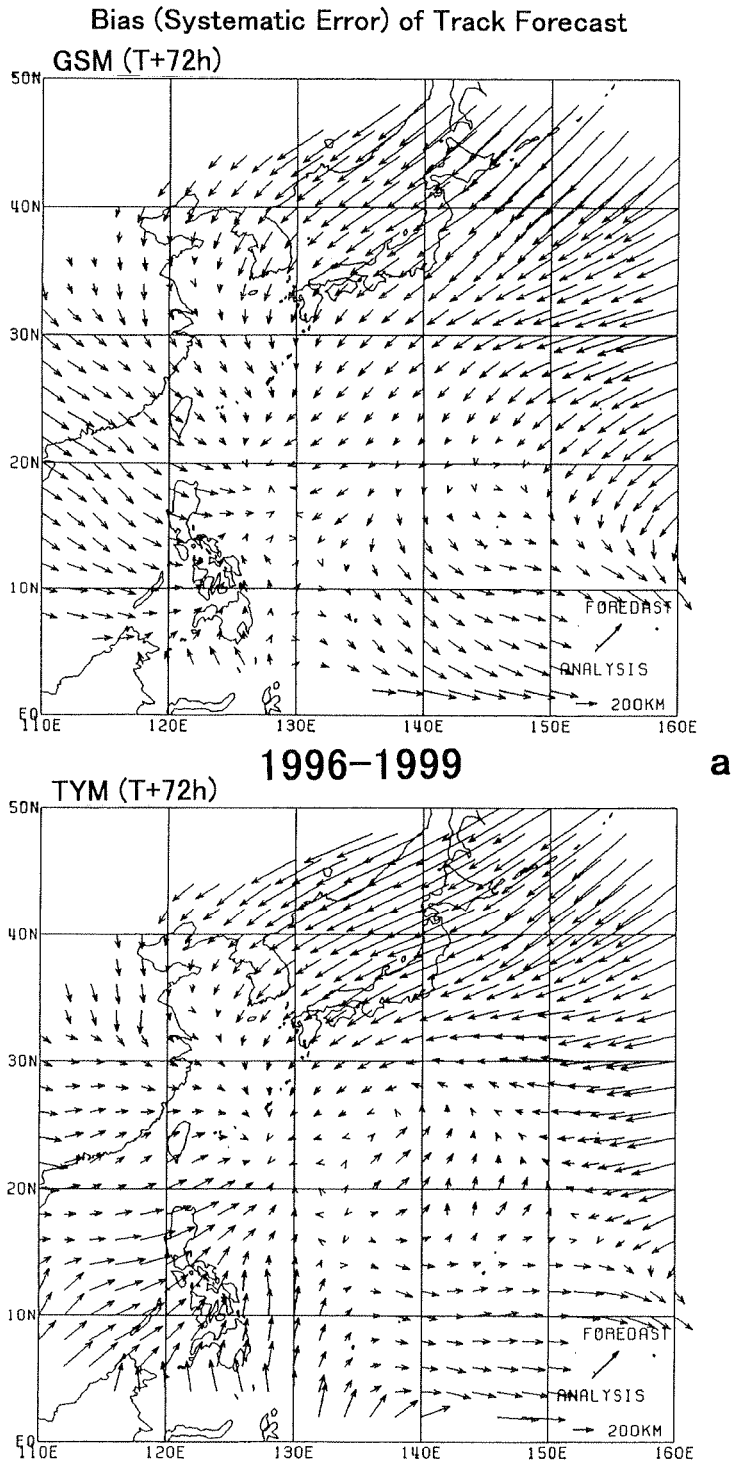 Bias (Systematic Error) of Track Forecast
GSM (T+72h)
50N
40N
30N
20N
10N
FOREDAST
ANALYSIS
200KM
EQ
110E 120E 130E 140E 150E 160E
1996-1999
a
TYM (T+72h)
50N
40N
30N
20N
10N
FOREDAST
ANALYSIS
200KM
EQ
110E 120E 130E 140E 150E 160E